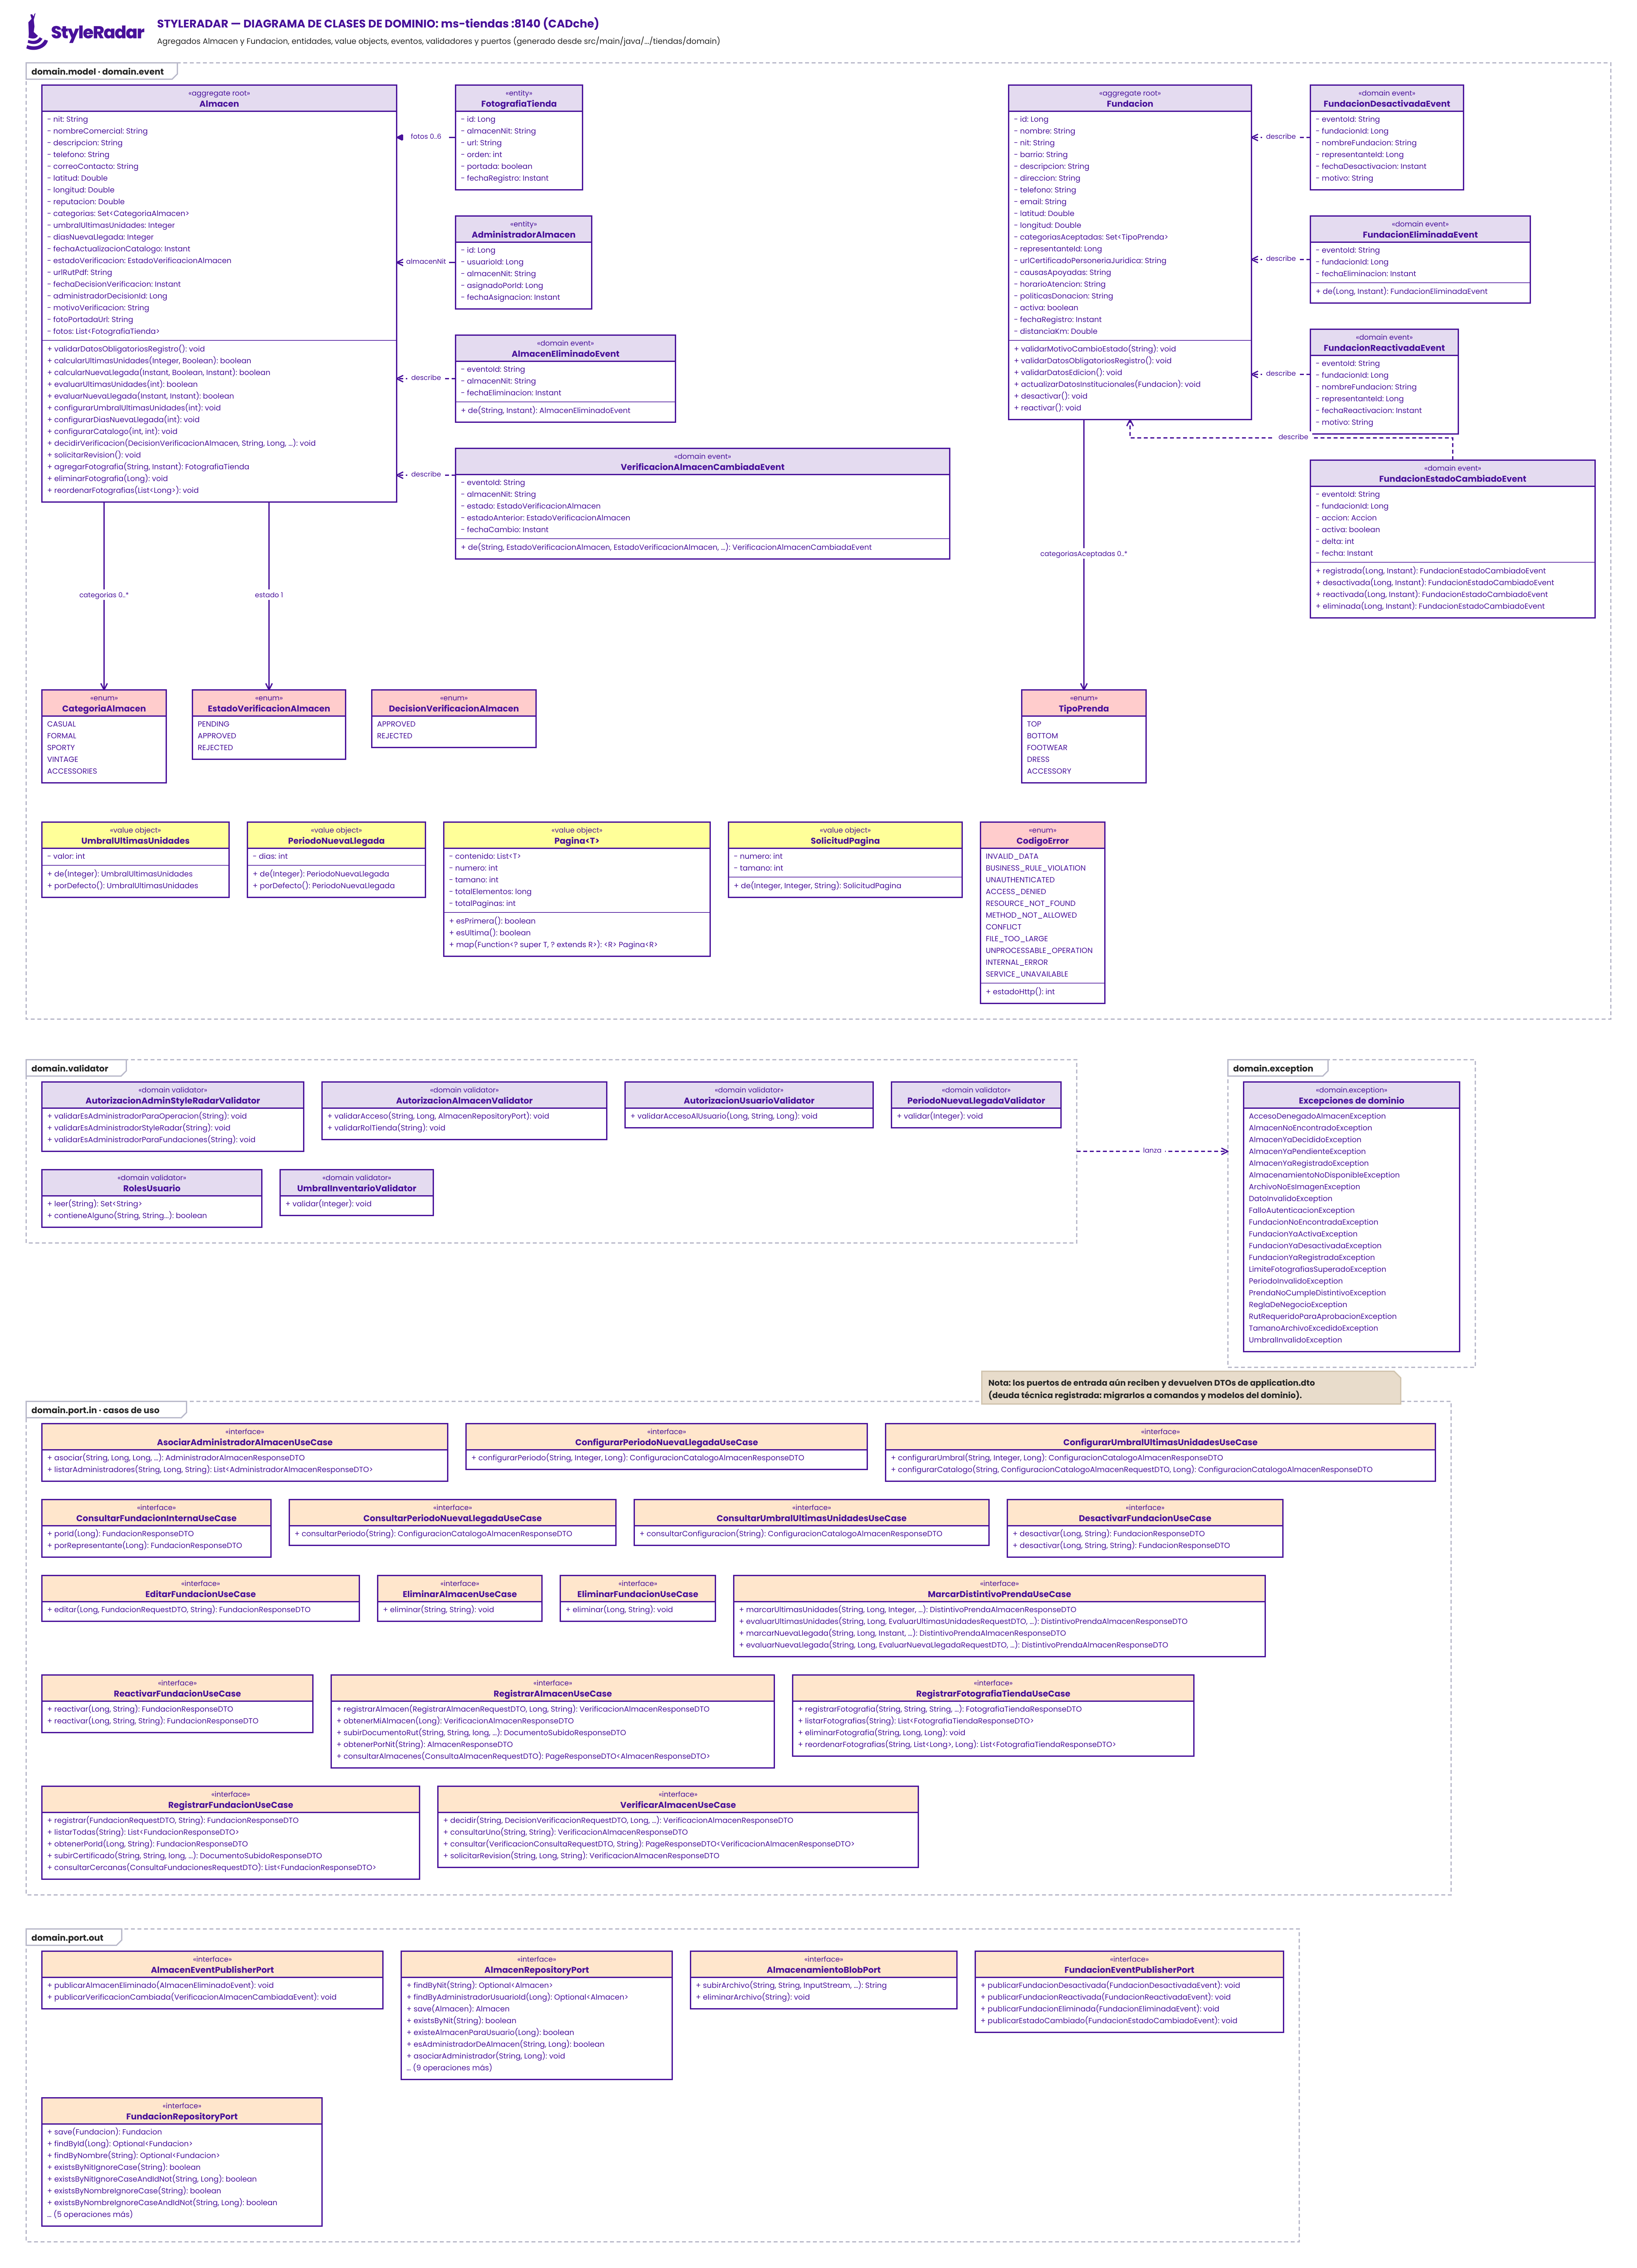 StyleRadar
STYLERADAR — DIAGRAMA DE CLASES DE DOMINIO: ms-tiendas :8140 (CADche)
Agregados Almacen y Fundacion, entidades, value objects, eventos, validadores y puertos (generado desde src/main/java/.../tiendas/domain)
domain.model · domain.event
«aggregate root»
Almacen
- nit: String
- nombreComercial: String
- descripcion: String
- telefono: String
- correoContacto: String
- latitud: Double
- longitud: Double
- reputacion: Double
- categorias: Set<CategoriaAlmacen>
- umbralUltimasUnidades: Integer
- diasNuevaLlegada: Integer
- fechaActualizacionCatalogo: Instant
- estadoVerificacion: EstadoVerificacionAlmacen
- urlRutPdf: String
- fechaDecisionVerificacion: Instant
- administradorDecisionId: Long
- motivoVerificacion: String
- fotoPortadaUrl: String
- fotos: List<FotografiaTienda>
+ validarDatosObligatoriosRegistro(): void
+ calcularUltimasUnidades(Integer, Boolean): boolean
+ calcularNuevaLlegada(Instant, Boolean, Instant): boolean
+ evaluarUltimasUnidades(int): boolean
+ evaluarNuevaLlegada(Instant, Instant): boolean
+ configurarUmbralUltimasUnidades(int): void
+ configurarDiasNuevaLlegada(int): void
+ configurarCatalogo(int, int): void
+ decidirVerificacion(DecisionVerificacionAlmacen, String, Long, ...): void
+ solicitarRevision(): void
+ agregarFotografia(String, Instant): FotografiaTienda
+ eliminarFotografia(Long): void
+ reordenarFotografias(List<Long>): void
fotos 0..6
«entity»
FotografiaTienda
- id: Long
- almacenNit: String
- url: String
- orden: int
- portada: boolean
- fechaRegistro: Instant
almacenNit
«entity»
AdministradorAlmacen
- id: Long
- usuarioId: Long
- almacenNit: String
- asignadoPorId: Long
- fechaAsignacion: Instant
describe
«domain event»
AlmacenEliminadoEvent
- eventoId: String
- almacenNit: String
- fechaEliminacion: Instant
+ de(String, Instant): AlmacenEliminadoEvent
describe
«domain event»
VerificacionAlmacenCambiadaEvent
- eventoId: String
- almacenNit: String
- estado: EstadoVerificacionAlmacen
- estadoAnterior: EstadoVerificacionAlmacen
- fechaCambio: Instant
+ de(String, EstadoVerificacionAlmacen, EstadoVerificacionAlmacen, ...): VerificacionAlmacenCambiadaEvent
«aggregate root»
Fundacion
- id: Long
- nombre: String
- nit: String
- barrio: String
- descripcion: String
- direccion: String
- telefono: String
- email: String
- latitud: Double
- longitud: Double
- categoriasAceptadas: Set<TipoPrenda>
- representanteId: Long
- urlCertificadoPersoneriaJuridica: String
- causasApoyadas: String
- horarioAtencion: String
- politicasDonacion: String
- activa: boolean
- fechaRegistro: Instant
- distanciaKm: Double
+ validarMotivoCambioEstado(String): void
+ validarDatosObligatoriosRegistro(): void
+ validarDatosEdicion(): void
+ actualizarDatosInstitucionales(Fundacion): void
+ desactivar(): void
+ reactivar(): void
describe
«domain event»
FundacionDesactivadaEvent
- eventoId: String
- fundacionId: Long
- nombreFundacion: String
- representanteId: Long
- fechaDesactivacion: Instant
- motivo: String
describe
«domain event»
FundacionEliminadaEvent
- eventoId: String
- fundacionId: Long
- fechaEliminacion: Instant
+ de(Long, Instant): FundacionEliminadaEvent
describe
«domain event»
FundacionReactivadaEvent
- eventoId: String
- fundacionId: Long
- nombreFundacion: String
- representanteId: Long
- fechaReactivacion: Instant
- motivo: String
describe
«domain event»
FundacionEstadoCambiadoEvent
- eventoId: String
- fundacionId: Long
- accion: Accion
- activa: boolean
- delta: int
- fecha: Instant
+ registrada(Long, Instant): FundacionEstadoCambiadoEvent
+ desactivada(Long, Instant): FundacionEstadoCambiadoEvent
+ reactivada(Long, Instant): FundacionEstadoCambiadoEvent
+ eliminada(Long, Instant): FundacionEstadoCambiadoEvent
categorias 0..*
estado 1
categoriasAceptadas 0..*
«enum»
CategoriaAlmacen
CASUAL
FORMAL
SPORTY
VINTAGE
ACCESSORIES
«enum»
EstadoVerificacionAlmacen
PENDING
APPROVED
REJECTED
«enum»
DecisionVerificacionAlmacen
APPROVED
REJECTED
«enum»
TipoPrenda
TOP
BOTTOM
FOOTWEAR
DRESS
ACCESSORY
«value object»
UmbralUltimasUnidades
- valor: int
+ de(Integer): UmbralUltimasUnidades
+ porDefecto(): UmbralUltimasUnidades
«value object»
PeriodoNuevaLlegada
- dias: int
+ de(Integer): PeriodoNuevaLlegada
+ porDefecto(): PeriodoNuevaLlegada
«value object»
Pagina<T>
- contenido: List<T>
- numero: int
- tamano: int
- totalElementos: long
- totalPaginas: int
+ esPrimera(): boolean
+ esUltima(): boolean
+ map(Function<? super T, ? extends R>): <R> Pagina<R>
«value object»
SolicitudPagina
- numero: int
- tamano: int
+ de(Integer, Integer, String): SolicitudPagina
«enum»
CodigoError
INVALID_DATA
BUSINESS_RULE_VIOLATION
UNAUTHENTICATED
ACCESS_DENIED
RESOURCE_NOT_FOUND
METHOD_NOT_ALLOWED
CONFLICT
FILE_TOO_LARGE
UNPROCESSABLE_OPERATION
INTERNAL_ERROR
SERVICE_UNAVAILABLE
+ estadoHttp(): int
domain.validator
«domain validator»
AutorizacionAdminStyleRadarValidator
+ validarEsAdministradorParaOperacion(String): void
+ validarEsAdministradorStyleRadar(String): void
+ validarEsAdministradorParaFundaciones(String): void
«domain validator»
AutorizacionAlmacenValidator
+ validarAcceso(String, Long, AlmacenRepositoryPort): void
+ validarRolTienda(String): void
«domain validator»
AutorizacionUsuarioValidator
+ validarAccesoAlUsuario(Long, String, Long): void
«domain validator»
PeriodoNuevaLlegadaValidator
+ validar(Integer): void
«domain validator»
RolesUsuario
+ leer(String): Set<String>
+ contieneAlguno(String, String...): boolean
«domain validator»
UmbralInventarioValidator
+ validar(Integer): void
lanza
domain.exception
«domain.exception»
Excepciones de dominio
AccesoDenegadoAlmacenException
AlmacenNoEncontradoException
AlmacenYaDecididoException
AlmacenYaPendienteException
AlmacenYaRegistradoException
AlmacenamientoNoDisponibleException
ArchivoNoEsImagenException
DatoInvalidoException
FalloAutenticacionException
FundacionNoEncontradaException
FundacionYaActivaException
FundacionYaDesactivadaException
FundacionYaRegistradaException
LimiteFotografiasSuperadoException
PeriodoInvalidoException
PrendaNoCumpleDistintivoException
ReglaDeNegocioException
RutRequeridoParaAprobacionException
TamanoArchivoExcedidoException
UmbralInvalidoException
Nota: los puertos de entrada aún reciben y devuelven DTOs de application.dto
(deuda técnica registrada: migrarlos a comandos y modelos del dominio).
domain.port.in · casos de uso
«interface»
AsociarAdministradorAlmacenUseCase
+ asociar(String, Long, Long, ...): AdministradorAlmacenResponseDTO
+ listarAdministradores(String, Long, String): List<AdministradorAlmacenResponseDTO>
«interface»
ConfigurarPeriodoNuevaLlegadaUseCase
+ configurarPeriodo(String, Integer, Long): ConfiguracionCatalogoAlmacenResponseDTO
«interface»
ConfigurarUmbralUltimasUnidadesUseCase
+ configurarUmbral(String, Integer, Long): ConfiguracionCatalogoAlmacenResponseDTO
+ configurarCatalogo(String, ConfiguracionCatalogoAlmacenRequestDTO, Long): ConfiguracionCatalogoAlmacenResponseDTO
«interface»
ConsultarFundacionInternaUseCase
+ porId(Long): FundacionResponseDTO
+ porRepresentante(Long): FundacionResponseDTO
«interface»
ConsultarPeriodoNuevaLlegadaUseCase
+ consultarPeriodo(String): ConfiguracionCatalogoAlmacenResponseDTO
«interface»
ConsultarUmbralUltimasUnidadesUseCase
+ consultarConfiguracion(String): ConfiguracionCatalogoAlmacenResponseDTO
«interface»
DesactivarFundacionUseCase
+ desactivar(Long, String): FundacionResponseDTO
+ desactivar(Long, String, String): FundacionResponseDTO
«interface»
EditarFundacionUseCase
+ editar(Long, FundacionRequestDTO, String): FundacionResponseDTO
«interface»
EliminarAlmacenUseCase
+ eliminar(String, String): void
«interface»
EliminarFundacionUseCase
+ eliminar(Long, String): void
«interface»
MarcarDistintivoPrendaUseCase
+ marcarUltimasUnidades(String, Long, Integer, ...): DistintivoPrendaAlmacenResponseDTO
+ evaluarUltimasUnidades(String, Long, EvaluarUltimasUnidadesRequestDTO, ...): DistintivoPrendaAlmacenResponseDTO
+ marcarNuevaLlegada(String, Long, Instant, ...): DistintivoPrendaAlmacenResponseDTO
+ evaluarNuevaLlegada(String, Long, EvaluarNuevaLlegadaRequestDTO, ...): DistintivoPrendaAlmacenResponseDTO
«interface»
ReactivarFundacionUseCase
+ reactivar(Long, String): FundacionResponseDTO
+ reactivar(Long, String, String): FundacionResponseDTO
«interface»
RegistrarAlmacenUseCase
+ registrarAlmacen(RegistrarAlmacenRequestDTO, Long, String): VerificacionAlmacenResponseDTO
+ obtenerMiAlmacen(Long): VerificacionAlmacenResponseDTO
+ subirDocumentoRut(String, String, long, ...): DocumentoSubidoResponseDTO
+ obtenerPorNit(String): AlmacenResponseDTO
+ consultarAlmacenes(ConsultaAlmacenRequestDTO): PageResponseDTO<AlmacenResponseDTO>
«interface»
RegistrarFotografiaTiendaUseCase
+ registrarFotografia(String, String, String, ...): FotografiaTiendaResponseDTO
+ listarFotografias(String): List<FotografiaTiendaResponseDTO>
+ eliminarFotografia(String, Long, Long): void
+ reordenarFotografias(String, List<Long>, Long): List<FotografiaTiendaResponseDTO>
«interface»
RegistrarFundacionUseCase
+ registrar(FundacionRequestDTO, String): FundacionResponseDTO
+ listarTodas(String): List<FundacionResponseDTO>
+ obtenerPorId(Long, String): FundacionResponseDTO
+ subirCertificado(String, String, long, ...): DocumentoSubidoResponseDTO
+ consultarCercanas(ConsultaFundacionesRequestDTO): List<FundacionResponseDTO>
«interface»
VerificarAlmacenUseCase
+ decidir(String, DecisionVerificacionRequestDTO, Long, ...): VerificacionAlmacenResponseDTO
+ consultarUno(String, String): VerificacionAlmacenResponseDTO
+ consultar(VerificacionConsultaRequestDTO, String): PageResponseDTO<VerificacionAlmacenResponseDTO>
+ solicitarRevision(String, Long, String): VerificacionAlmacenResponseDTO
domain.port.out
«interface»
AlmacenEventPublisherPort
+ publicarAlmacenEliminado(AlmacenEliminadoEvent): void
+ publicarVerificacionCambiada(VerificacionAlmacenCambiadaEvent): void
«interface»
AlmacenRepositoryPort
+ findByNit(String): Optional<Almacen>
+ findByAdministradorUsuarioId(Long): Optional<Almacen>
+ save(Almacen): Almacen
+ existsByNit(String): boolean
+ existeAlmacenParaUsuario(Long): boolean
+ esAdministradorDeAlmacen(String, Long): boolean
+ asociarAdministrador(String, Long): void
... (9 operaciones más)
«interface»
AlmacenamientoBlobPort
+ subirArchivo(String, String, InputStream, ...): String
+ eliminarArchivo(String): void
«interface»
FundacionEventPublisherPort
+ publicarFundacionDesactivada(FundacionDesactivadaEvent): void
+ publicarFundacionReactivada(FundacionReactivadaEvent): void
+ publicarFundacionEliminada(FundacionEliminadaEvent): void
+ publicarEstadoCambiado(FundacionEstadoCambiadoEvent): void
«interface»
FundacionRepositoryPort
+ save(Fundacion): Fundacion
+ findById(Long): Optional<Fundacion>
+ findByNombre(String): Optional<Fundacion>
+ existsByNitIgnoreCase(String): boolean
+ existsByNitIgnoreCaseAndIdNot(String, Long): boolean
+ existsByNombreIgnoreCase(String): boolean
+ existsByNombreIgnoreCaseAndIdNot(String, Long): boolean
... (5 operaciones más)